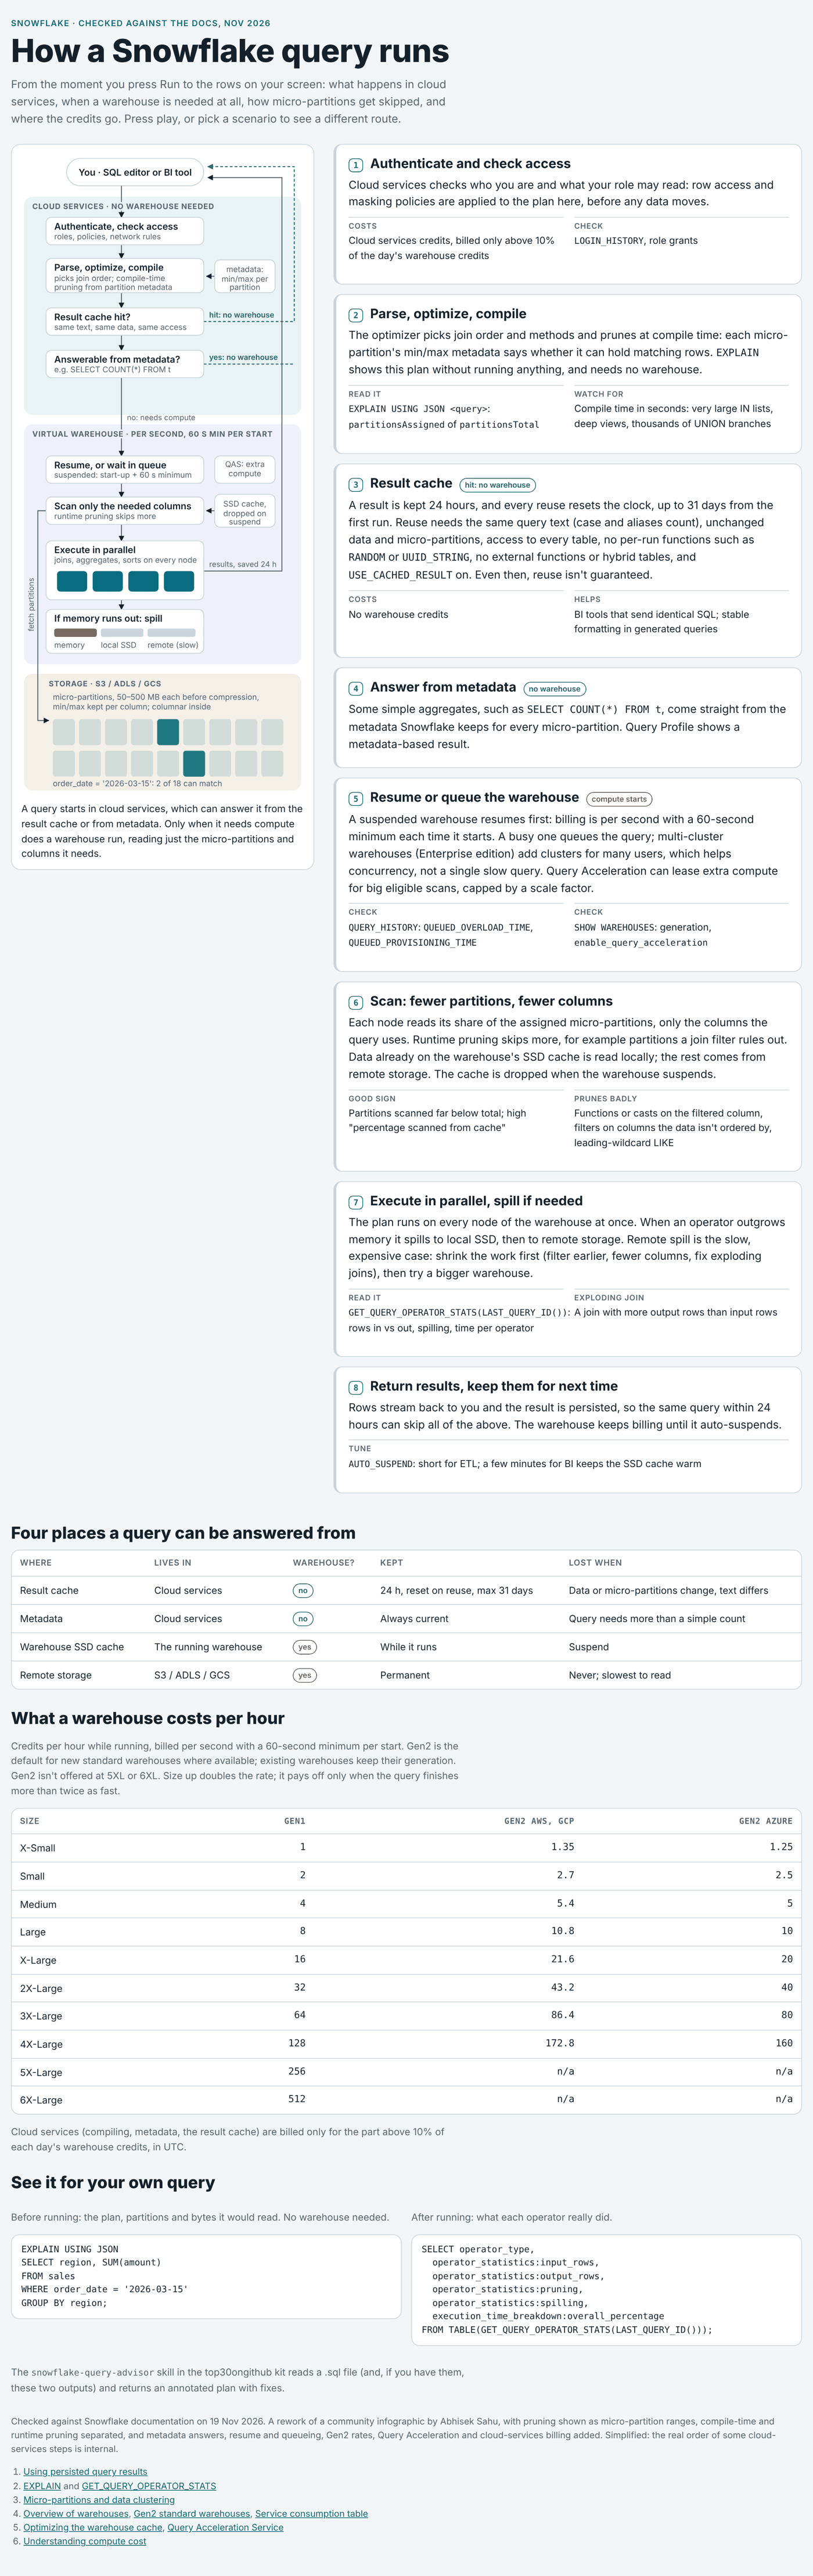 SNOWFLAKE · CHECKED AGAINST THE DOCS, NOV 2026
How a Snowflake query runs
From the moment you press Run to the rows on your screen: what happens in cloud
services, when a warehouse is needed at all, how micro-partitions get skipped, and
where the credits go. Press play, or pick a scenario to see a different route.
You · SQL editor or BI tool
CLOUD SERVICES · NO WAREHOUSE NEEDED
Authenticate, check access
roles, policies, network rules
Parse, optimize, compile
picks join order; compile-time
pruning from partition metadata
metadata:
min/max per
partition
Result cache hit?
same text, same data, same access
hit: no warehouse
Answerable from metadata?
e.g. SELECT COUNT(*) FROM t
yes: no warehouse
no: needs compute
VIRTUAL WAREHOUSE · PER SECOND, 60 S MIN PER START
Resume, or wait in queue
suspended: start-up + 60 s minimum
QAS: extra
compute
Scan only the needed columns
runtime pruning skips more
SSD cache,
dropped on
suspend
Execute in parallel
joins, aggregates, sorts on every node
results, saved 24 h
fetch partitions
If memory runs out: spill
memory
local SSD
remote (slow)
STORAGE · S3 / ADLS / GCS
micro-partitions, 50–500 MB each before compression,
min/max kept per column; columnar inside
order_date = '2026-03-15': 2 of 18 can match
A query starts in cloud services, which can answer it from the
result cache or from metadata. Only when it needs compute
does a warehouse run, reading just the micro-partitions and
columns it needs.
1 Authenticate and check access
Cloud services checks who you are and what your role may read: row access and
masking policies are applied to the plan here, before any data moves.
COSTS
Cloud services credits, billed only above 10%
of the day's warehouse credits
CHECK
LOGIN_HISTORY, role grants
2 Parse, optimize, compile
The optimizer picks join order and methods and prunes at compile time: each micro-
partition's min/max metadata says whether it can hold matching rows. EXPLAIN
shows this plan without running anything, and needs no warehouse.
READ IT
EXPLAIN USING JSON <query>:
partitionsAssigned of partitionsTotal
WATCH FOR
Compile time in seconds: very large IN lists,
deep views, thousands of UNION branches
3 Result cache hit: no warehouse
A result is kept 24 hours, and every reuse resets the clock, up to 31 days from the
first run. Reuse needs the same query text (case and aliases count), unchanged
data and micro-partitions, access to every table, no per-run functions such as
RANDOM or UUID_STRING, no external functions or hybrid tables, and
USE_CACHED_RESULT on. Even then, reuse isn't guaranteed.
COSTS
No warehouse credits
HELPS
BI tools that send identical SQL; stable
formatting in generated queries
4 Answer from metadata no warehouse
Some simple aggregates, such as SELECT COUNT(*) FROM t, come straight from the
metadata Snowflake keeps for every micro-partition. Query Profile shows a
metadata-based result.
5 Resume or queue the warehouse compute starts
A suspended warehouse resumes first: billing is per second with a 60-second
minimum each time it starts. A busy one queues the query; multi-cluster
warehouses (Enterprise edition) add clusters for many users, which helps
concurrency, not a single slow query. Query Acceleration can lease extra compute
for big eligible scans, capped by a scale factor.
CHECK
QUERY_HISTORY: QUEUED_OVERLOAD_TIME,
QUEUED_PROVISIONING_TIME
CHECK
SHOW WAREHOUSES: generation,
enable_query_acceleration
6 Scan: fewer partitions, fewer columns
Each node reads its share of the assigned micro-partitions, only the columns the
query uses. Runtime pruning skips more, for example partitions a join filter rules out.
Data already on the warehouse's SSD cache is read locally; the rest comes from
remote storage. The cache is dropped when the warehouse suspends.
GOOD SIGN
Partitions scanned far below total; high
"percentage scanned from cache"
PRUNES BADLY
Functions or casts on the filtered column,
filters on columns the data isn't ordered by,
leading-wildcard LIKE
7 Execute in parallel, spill if needed
The plan runs on every node of the warehouse at once. When an operator outgrows
memory it spills to local SSD, then to remote storage. Remote spill is the slow,
expensive case: shrink the work first (filter earlier, fewer columns, fix exploding
joins), then try a bigger warehouse.
READ IT
GET_QUERY_OPERATOR_STATS(LAST_QUERY_ID()):
rows in vs out, spilling, time per operator
EXPLODING JOIN
A join with more output rows than input rows
8 Return results, keep them for next time
Rows stream back to you and the result is persisted, so the same query within 24
hours can skip all of the above. The warehouse keeps billing until it auto-suspends.
TUNE
AUTO_SUSPEND: short for ETL; a few minutes for BI keeps the SSD cache warm
Four places a query can be answered from
WHERE LIVES IN WAREHOUSE? KEPT LOST WHEN
Result cache Cloud services no 24 h, reset on reuse, max 31 days Data or micro-partitions change, text differs
Metadata Cloud services no Always current Query needs more than a simple count
Warehouse SSD cache The running warehouse yes While it runs Suspend
Remote storage S3 / ADLS / GCS yes Permanent Never; slowest to read
What a warehouse costs per hour
Credits per hour while running, billed per second with a 60-second minimum per start. Gen2 is the
default for new standard warehouses where available; existing warehouses keep their generation.
Gen2 isn't offered at 5XL or 6XL. Size up doubles the rate; it pays off only when the query finishes
more than twice as fast.
SIZE GEN1 GEN2 AWS, GCP GEN2 AZURE
X-Small 1 1.35 1.25
Small 2 2.7 2.5
Medium 4 5.4 5
Large 8 10.8 10
X-Large 16 21.6 20
2X-Large 32 43.2 40
3X-Large 64 86.4 80
4X-Large 128 172.8 160
5X-Large 256 n/a n/a
6X-Large 512 n/a n/a
Cloud services (compiling, metadata, the result cache) are billed only for the part above 10% of
each day's warehouse credits, in UTC.
See it for your own query
Before running: the plan, partitions and bytes it would read. No warehouse needed.
EXPLAIN USING JSON
SELECT region, SUM(amount)
FROM sales
WHERE order_date = '2026-03-15'
GROUP BY region;
After running: what each operator really did.
SELECT operator_type,
operator_statistics:input_rows,
operator_statistics:output_rows,
operator_statistics:pruning,
operator_statistics:spilling,
execution_time_breakdown:overall_percentage
FROM TABLE(GET_QUERY_OPERATOR_STATS(LAST_QUERY_ID()));
The snowflake-query-advisor skill in the top30ongithub kit reads a .sql file (and, if you have them,
these two outputs) and returns an annotated plan with fixes.
Checked against Snowflake documentation on 19 Nov 2026. A rework of a community infographic by Abhisek Sahu, with pruning shown as micro-partition ranges, compile-time and
runtime pruning separated, and metadata answers, resume and queueing, Gen2 rates, Query Acceleration and cloud-services billing added. Simplified: the real order of some cloud-
services steps is internal.
1. Using persisted query results
2. EXPLAIN and GET_QUERY_OPERATOR_STATS
3. Micro-partitions and data clustering
4. Overview of warehouses, Gen2 standard warehouses, Service consumption table
5. Optimizing the warehouse cache, Query Acceleration Service
6. Understanding compute cost